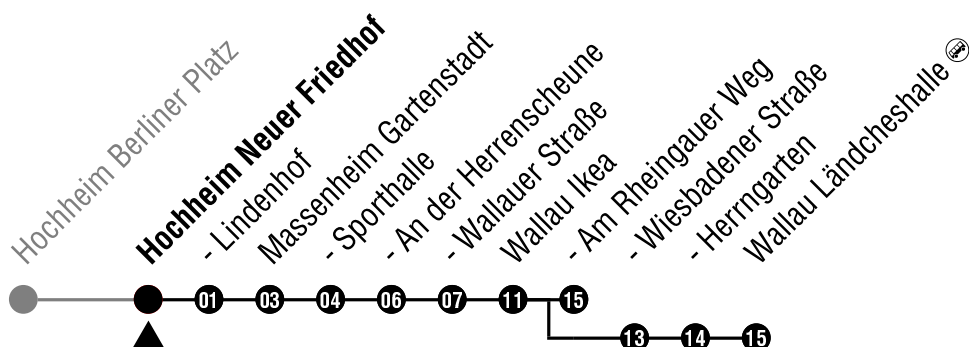 Hochheim Berliner Platz
Hochheim Neuer Friedhof
- Lindenhof
Massenheim Gartenstadt
- Sporthalle
- An der Herrenscheune
- Wallauer Straße
Wallau Ikea
- Am Rheingauer Weg
- Wiesbadener Straße
- Herrngarten
Wallau Ländcheshalle
01 03 04 06 07 11 15
13 14 15